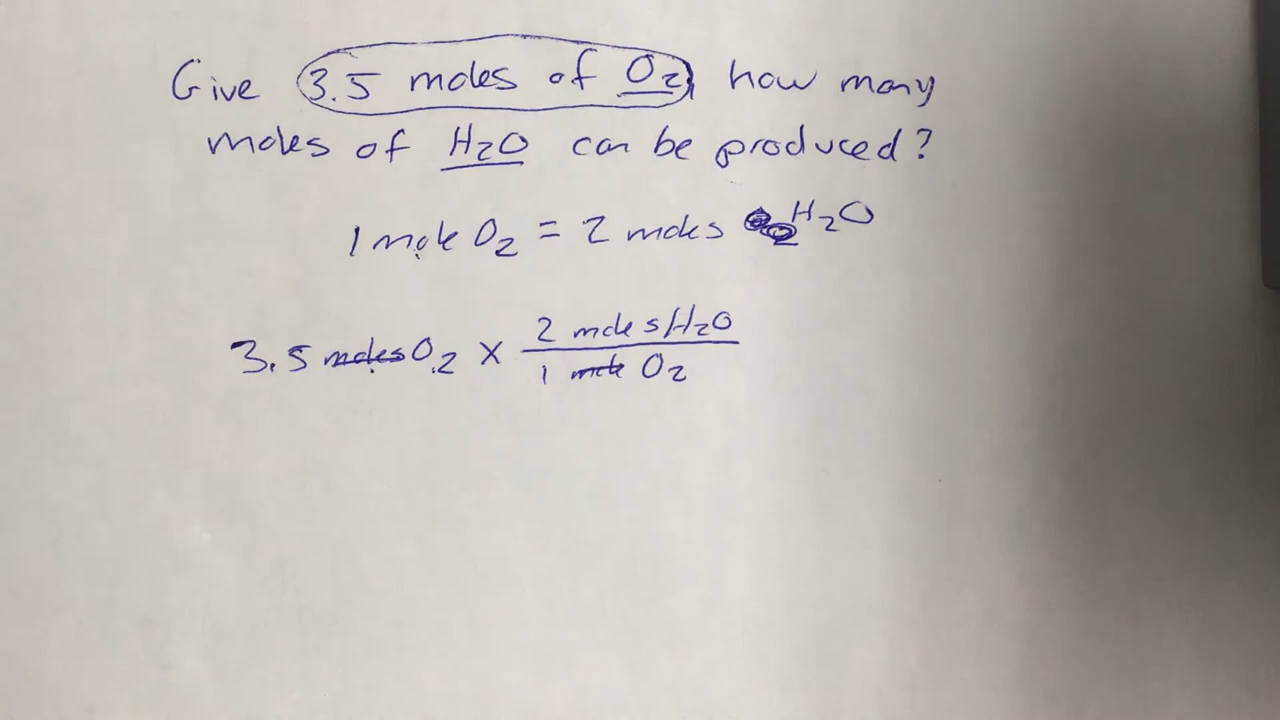 Give 3.5 moles of O2, how many
moles of H2O can be produced?
1 mole O2 = 2 moles H2O
3.5 moles O2 x 2 moles H2O
1 mole O2